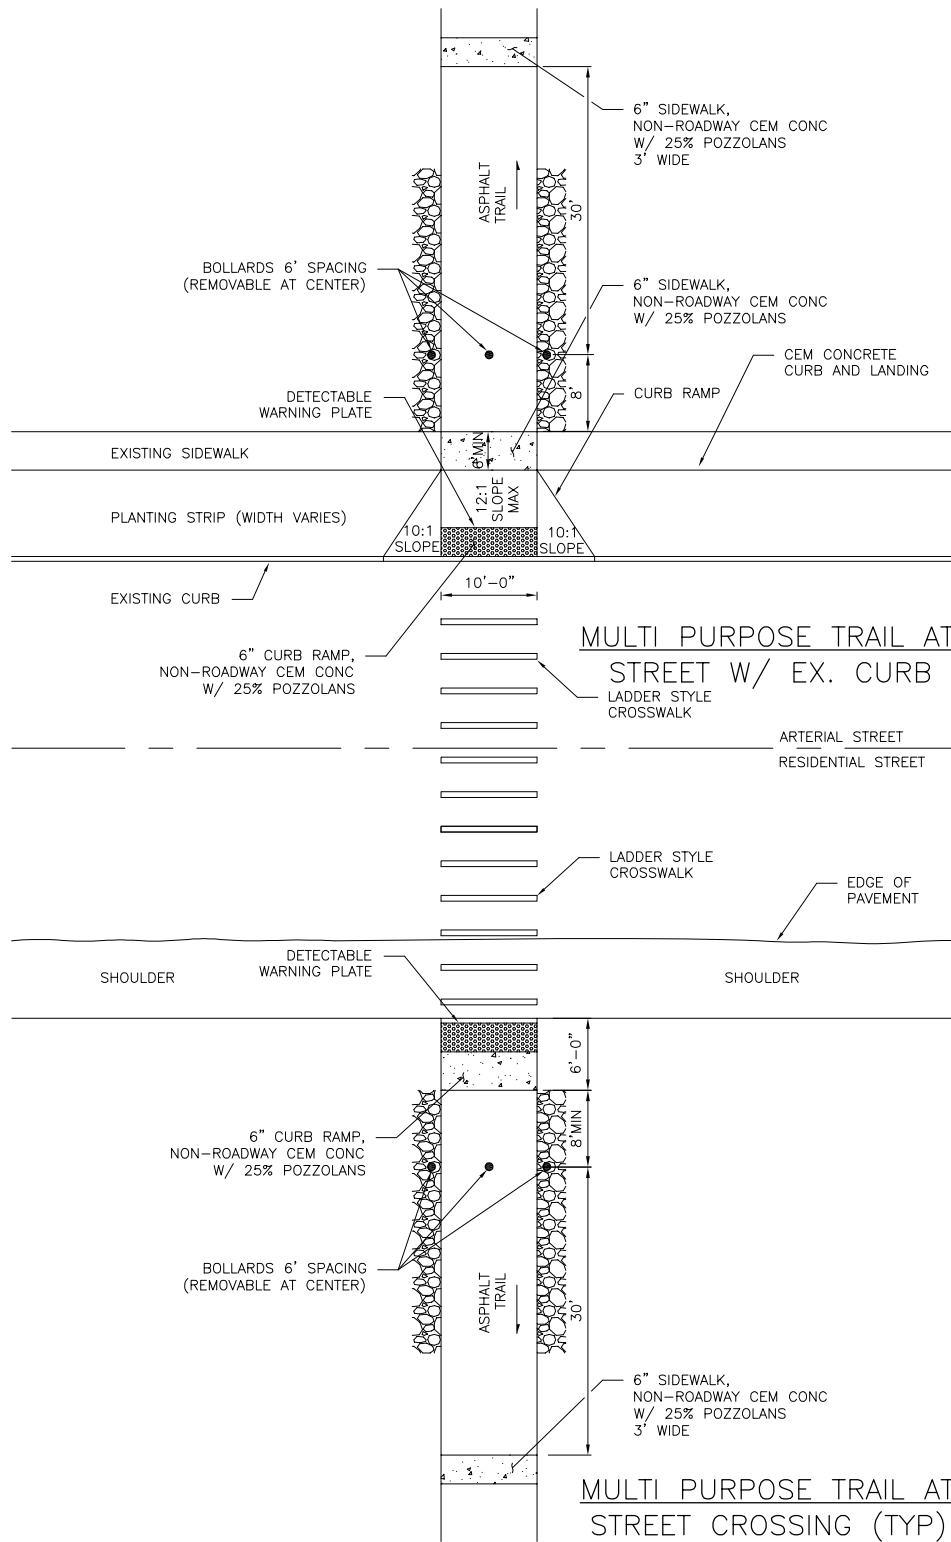 6" SIDEWALK,
NON-ROADWAY CEM CONC
W/ 25% POZZOLANS
3' WIDE
ASPHALT
TRAIL
30'
BOLLARDS 6' SPACING
(REMOVABLE AT CENTER)
6" SIDEWALK,
NON-ROADWAY CEM CONC
W/ 25% POZZOLANS
CEM CONCRETE
CURB AND LANDING
8'
DETECTABLE
WARNING PLATE
CURB RAMP
EXISTING SIDEWALK
6'MIN
12:1
SLOPE
MAX
PLANTING STRIP (WIDTH VARIES)
10:1
SLOPE
10:1
SLOPE
10'-0"
EXISTING CURB
6" CURB RAMP,
NON-ROADWAY CEM CONC
W/ 25% POZZOLANS
MULTI PURPOSE TRAIL AT
STREET W/ EX. CURB
LADDER STYLE
CROSSWALK
ARTERIAL STREET
RESIDENTIAL STREET
LADDER STYLE
CROSSWALK
EDGE OF
PAVEMENT
DETECTABLE
WARNING PLATE
SHOULDER
SHOULDER
6'-0"
8'MIN
6" CURB RAMP,
NON-ROADWAY CEM CONC
W/ 25% POZZOLANS
BOLLARDS 6' SPACING
(REMOVABLE AT CENTER)
ASPHALT
TRAIL
30'
6" SIDEWALK,
NON-ROADWAY CEM CONC
W/ 25% POZZOLANS
3' WIDE
MULTI PURPOSE TRAIL AT
STREET CROSSING (TYP)